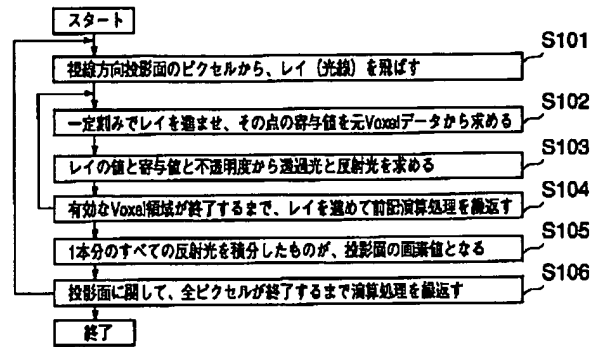 スタート
S101
視線方向投影面のピクセルから、レイ（光線）を飛ばす
S102
一定刻みでレイを進ませ、その点の寄与値を元Voxelデータから求める
S103
レイの値と寄与値と不透明度から透過光と反射光を求める
S104
有効なVoxel領域が終了するまで、レイを進めて前記演算処理を繰返す
S105
1本分のすべての反射光を積分したものが、投影面の画素値となる
S106
投影面に関して、全ピクセルが終了するまで演算処理を繰返す
終了